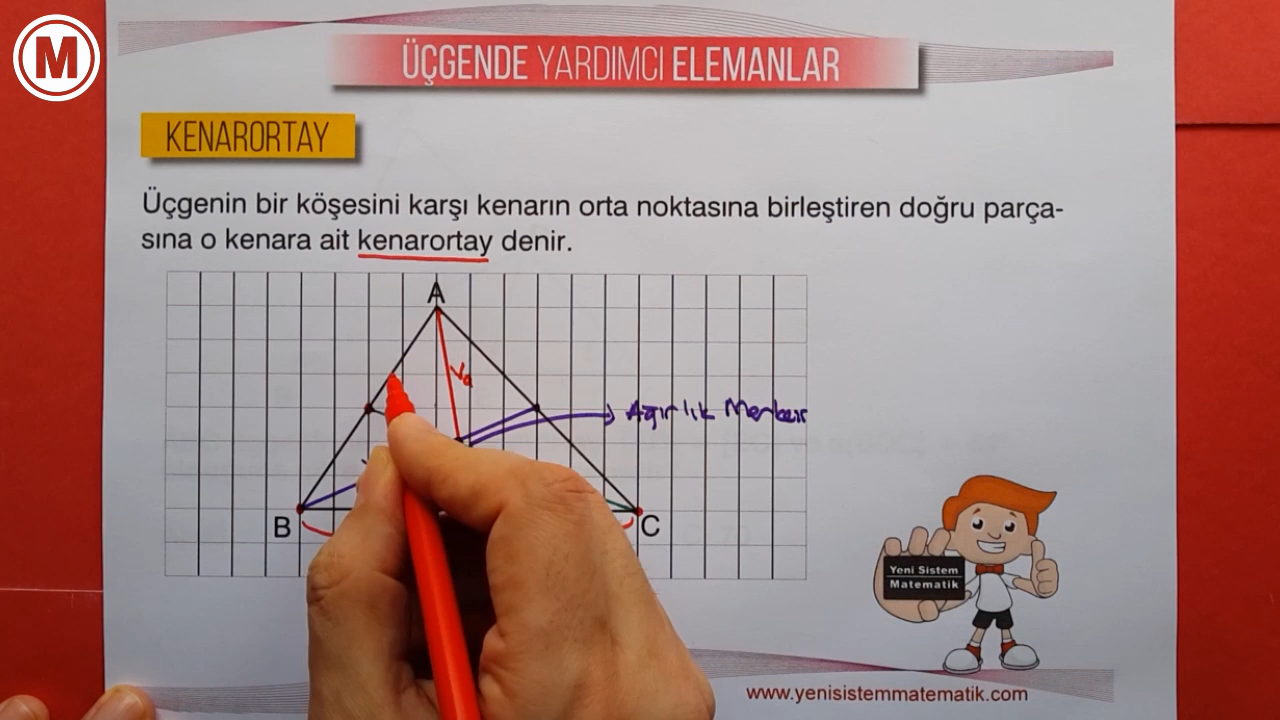 M
ÜÇGENDE YARDIMCI ELEMANLAR
KENARORTAY
Üçgenin bir köşesini karşı kenarın orta noktasına birleştiren doğru parça-
sına o kenara ait kenarortay denir.
A
Va
Ağırlık Merkezi
B
C
Yeni Sistem
Matematik
www.yenisistemmatematik.com